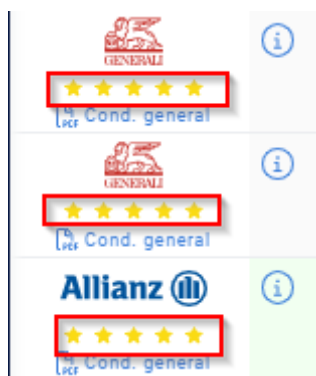 GENERALI
PDF Cond. general
GENERALI
PDF Cond. general
Allianz
PDF Cond. general